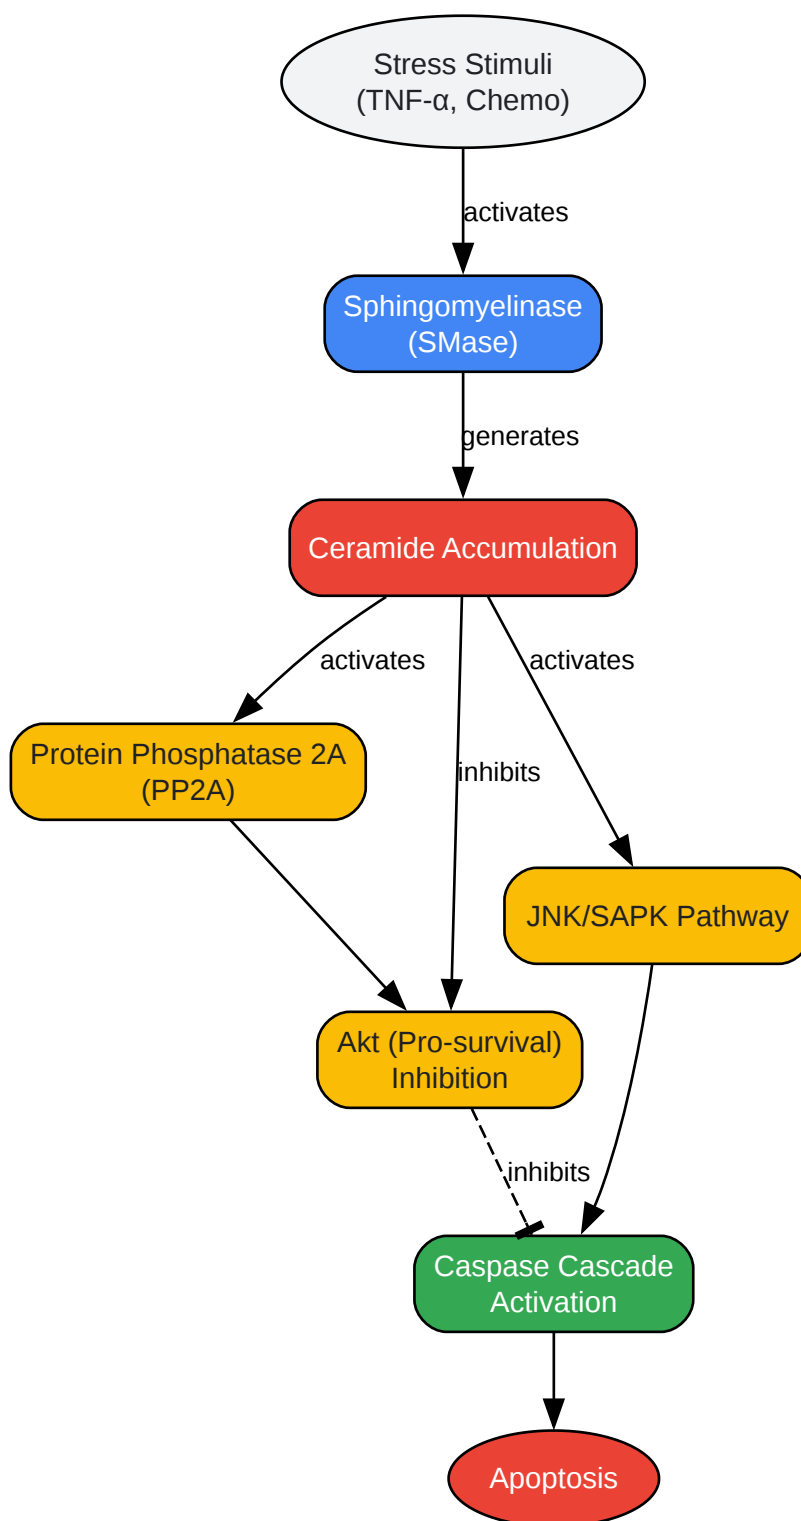 Stress Stimuli
(TNF-α, Chemo)
activates
Sphingomyelinase
(SMase)
generates
Ceramide Accumulation
activates
activates
Protein Phosphatase 2A
(PP2A)
inhibits
JNK/SAPK Pathway
Akt (Pro-survival)
Inhibition
inhibits
Caspase Cascade
Activation
Apoptosis